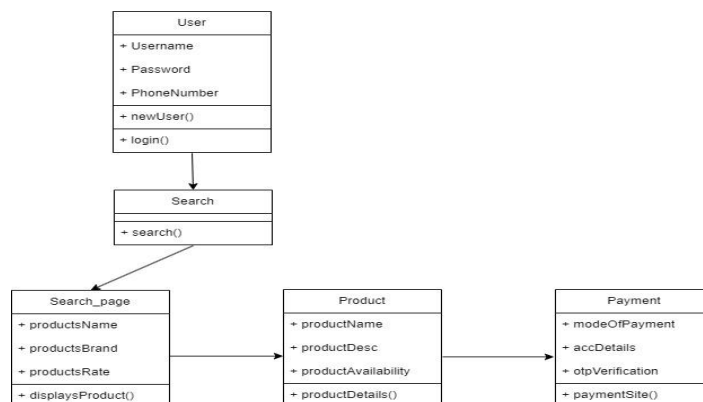 User
+ Username
+ Password
+ PhoneNumber
+ newUser()
+ login()
Search
+ search()
Search_page
+ productsName
+ productsBrand
+ productsRate
+ displaysProduct()
Product
+ productName
+ productDesc
+ productAvailability
+ productDetails()
Payment
+ modeOfPayment
+ accDetails
+ otpVerification
+ paymentSite()